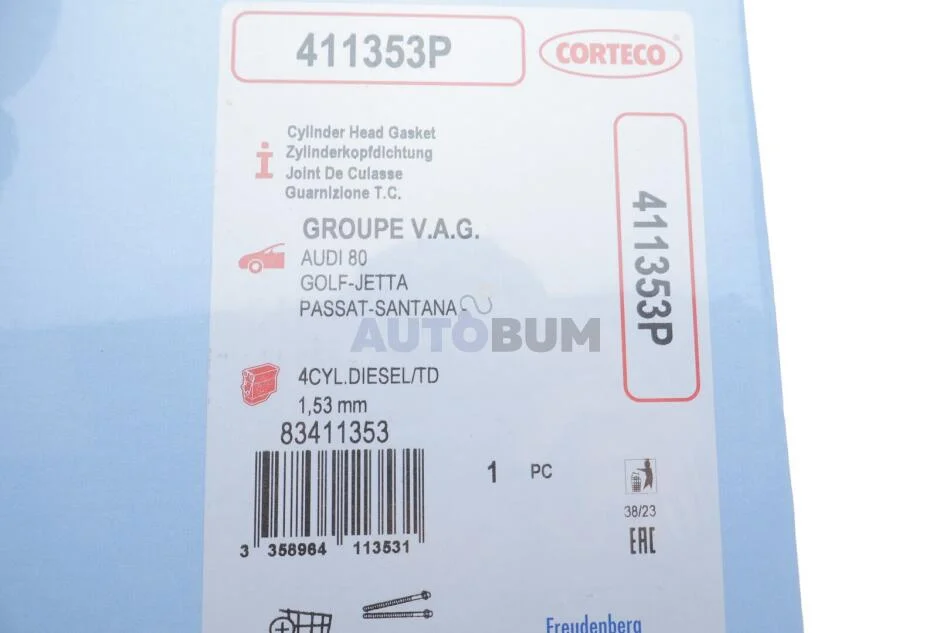 411353P
CORTECO
Cylinder Head Gasket
Zylinderkopfdichtung
Joint De Culasse
Guarnizione T.C.
GROUPE V.A.G.
AUDI 80
GOLF-JETTA
PASSAT-SANTANA-
AUTOBUM
411353P
4CYL.DIESEL/TD
1,53 mm
83411353
1 PC
38/23
EAC
3 358964 113531
Freudenberg